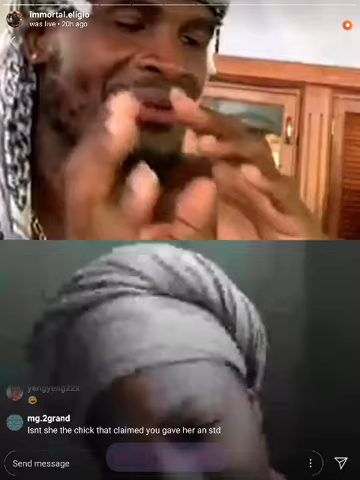 immortal.eligio
was live • 20h ago
yengyeng22x
😄
mg.2grand
Isnt she the chick that claimed you gave her an std
Send message